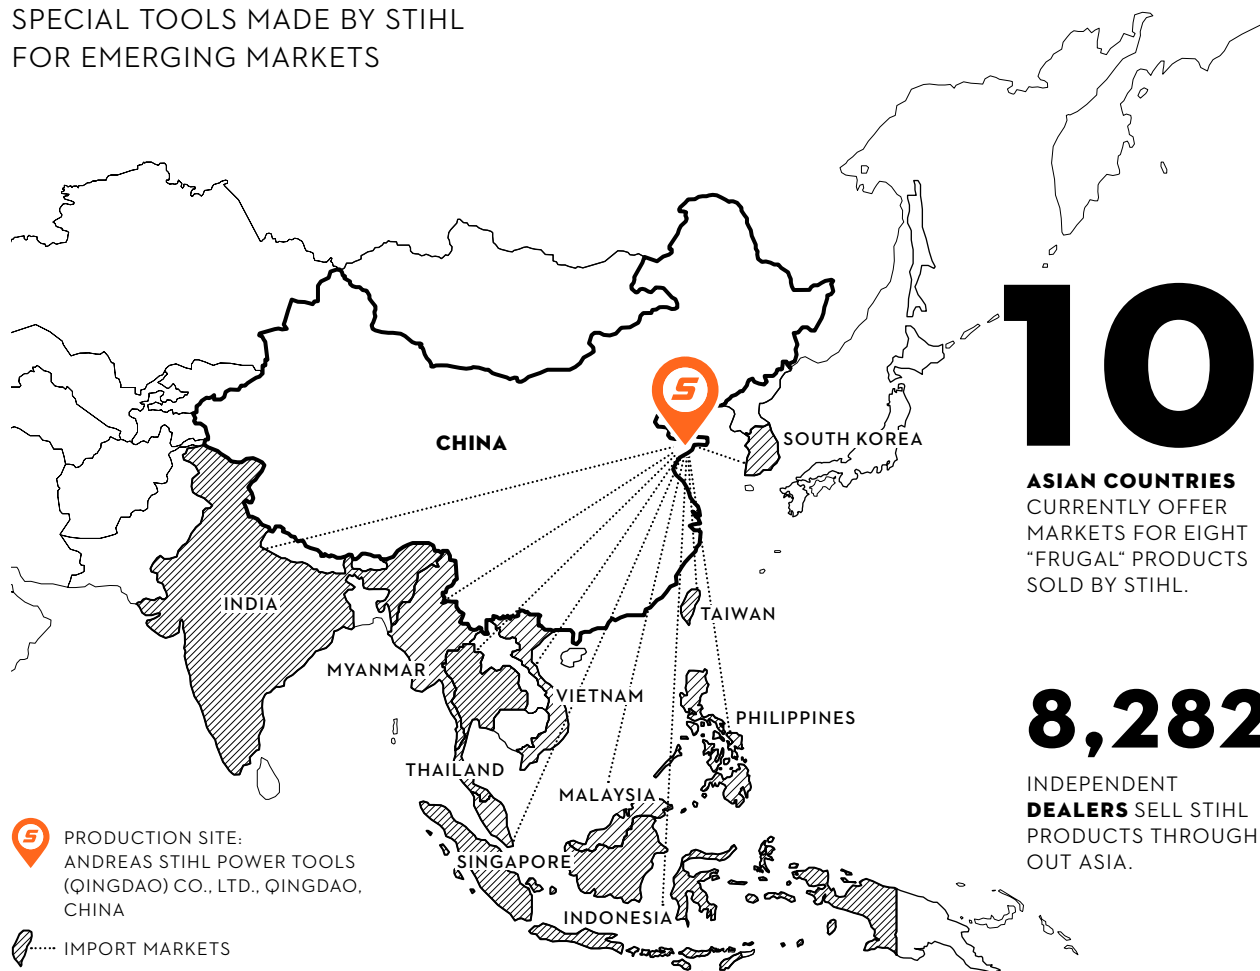 SPECIAL TOOLS MADE BY STIHL
FOR EMERGING MARKETS
CHINA
SOUTH KOREA
INDIA
TAIWAN
MYANMAR
VIETNAM
PHILIPPINES
THAILAND
MALAYSIA
SINGAPORE
INDONESIA
10
ASIAN COUNTRIES
CURRENTLY OFFER
MARKETS FOR EIGHT
"FRUGAL“ PRODUCTS
SOLD BY STIHL.
8,282
INDEPENDENT
DEALERS SELL STIHL
PRODUCTS THROUGH
OUT ASIA.
S
S
PRODUCTION SITE:
ANDREAS STIHL POWER TOOLS
(QINGDAO) CO., LTD., QINGDAO,
CHINA
IMPORT MARKETS